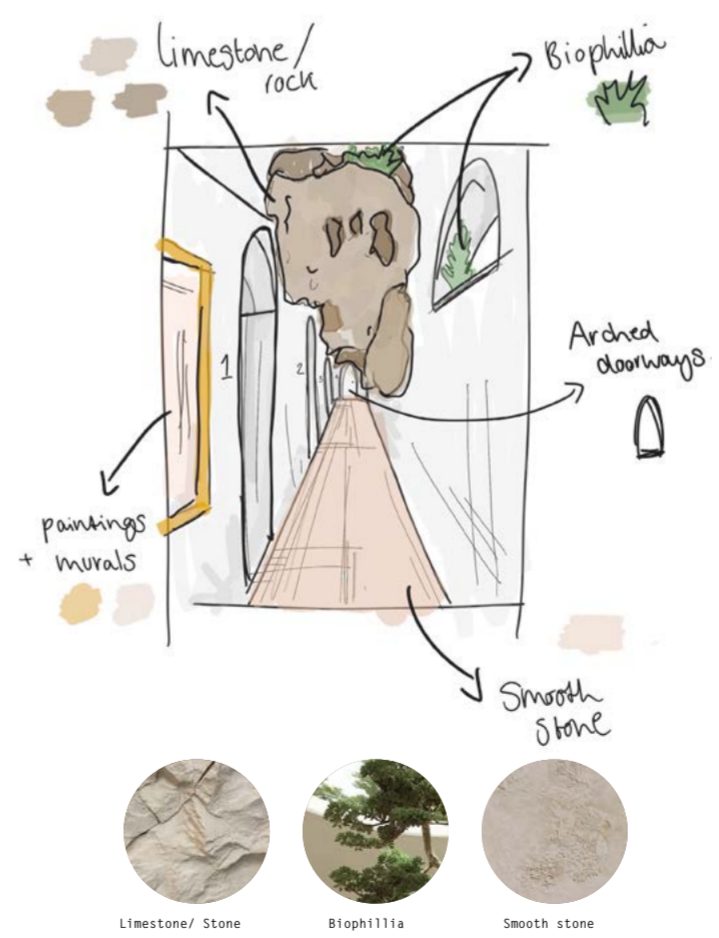 Limestone/
rock
Biophillia
1
2
3
Arched
doorways.
paintings
+ murals
Smooth
stone
Limestone/ Stone
Biophillia
Smooth stone